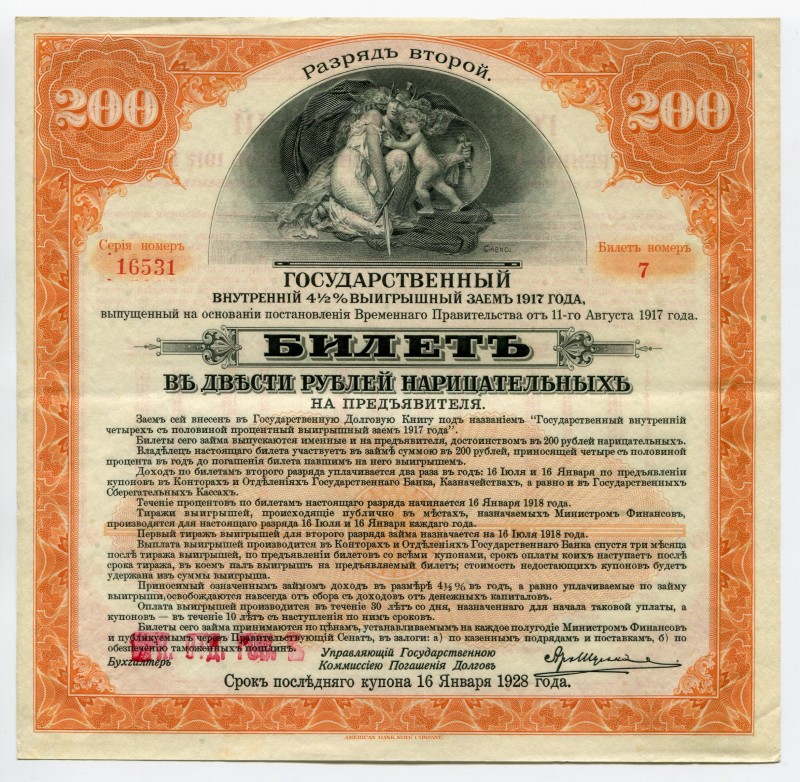 Разрядъ второй.
200
200
Серія номеръ
16531
Билетъ номеръ
7
ГОСУДАРСТВЕННЫЙ
ВНУТРЕННІЙ 4½% ВЫИГРЫШНЫЙ ЗАЕМЪ 1917 ГОДА,
выпущенный на основаніи постановленія Временнаго Правительства отъ 11-го Августа 1917 года.
БИЛЕТЪ
ВЪ ДВѢСТИ РУБЛЕЙ НАРИЦАТЕЛЬНЫХЪ
НА ПРЕДЪЯВИТЕЛЯ.
Заемъ сей внесенъ въ Государственную Долговую Книгу подъ названіемъ "Государственный внутренній
четырехъ съ половиной процентный выигрышный заемъ 1917 года".
Билеты сего займа выпускаются именные и на предъявителя, достоинствомъ въ 200 рублей нарицательныхъ.
Владѣлецъ настоящаго билета участвуетъ въ займѣ суммою въ 200 рублей, приносящей четыре съ половиной
процента въ годъ до погашенія билета павшимъ на него выигрышемъ.
Доходъ по билетамъ второго разряда уплачивается два раза въ годъ: 16 Іюля и 16 Января по предъявленіи
купоновъ въ Конторахъ и Отдѣленіяхъ Государственнаго Банка, Казначействахъ, а равно и въ Государственныхъ
Сберегательныхъ Кассахъ.
Теченіе процентовъ по билетамъ настоящаго разряда начинается 16 Января 1918 года.
Тиражи выигрышей, происходящіе публично въ мѣстахъ, назначаемыхъ Министромъ Финансовъ,
производятся для настоящаго разряда 16 Іюля и 16 Января каждаго года.
Первый тиражъ выигрышей для второго разряда займа назначается на 16 Іюля 1918 года.
Выплата выигрышей производится въ Конторахъ и Отдѣленіяхъ Государственнаго Банка спустя три мѣсяца
послѣ тиража выигрышей, по предъявленіи билетовъ со всѣми купонами, срокъ оплаты коихъ наступаетъ послѣ
срока тиража, въ коемъ палъ выигрышъ на предъявляемый билетъ; стоимость недостающихъ купоновъ будетъ
удержана изъ суммы выигрыша.
Приносимый означеннымъ займомъ доходъ въ размѣрѣ 4½% въ годъ, а равно уплачиваемые по займу
выигрыши, освобождаются навсегда отъ сбора съ доходовъ отъ денежныхъ капиталовъ.
Оплата выигрышей производится въ теченіе 30 лѣтъ со дня, назначеннаго для начала таковой уплаты, а
купоновъ — въ теченіе 10 лѣтъ съ наступленія по нимъ сроковъ.
Билеты сего займа принимаются по цѣнамъ, устанавливаемымъ на каждое полугодіе Министромъ Финансовъ
и публикуемымъ черезъ Правительствующій Сенатъ, въ залоги: а) по казеннымъ подрядамъ и поставкамъ, б) по
обезпеченію таможенныхъ пошлинъ.
Бухгалтеръ
Управляющій Государственною
Коммиссіею Погашенія Долговъ
Срокъ послѣдняго купона 16 Января 1928 года.
AMERICAN BANK NOTE COMPANY.